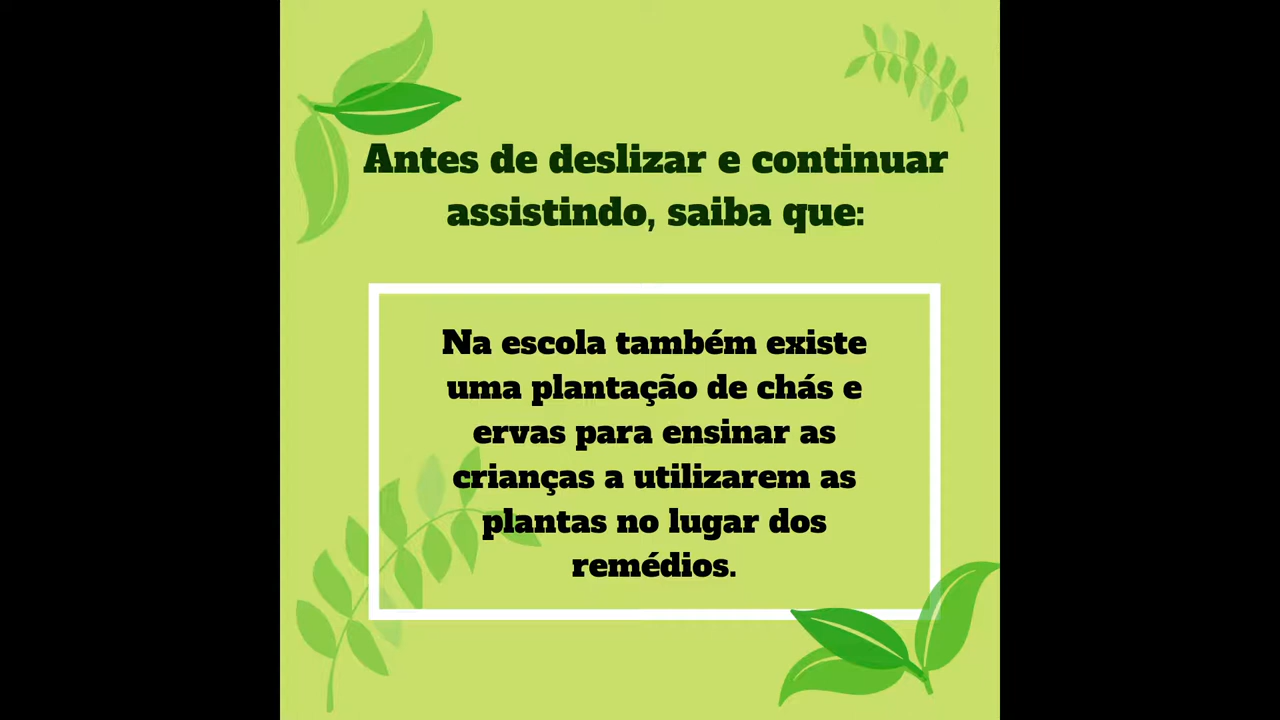 Antes de deslizar e continuar
assistindo, saiba que:
Na escola também existe
uma plantação de chás e
ervas para ensinar as
crianças a utilizarem as
plantas no lugar dos
remédios.